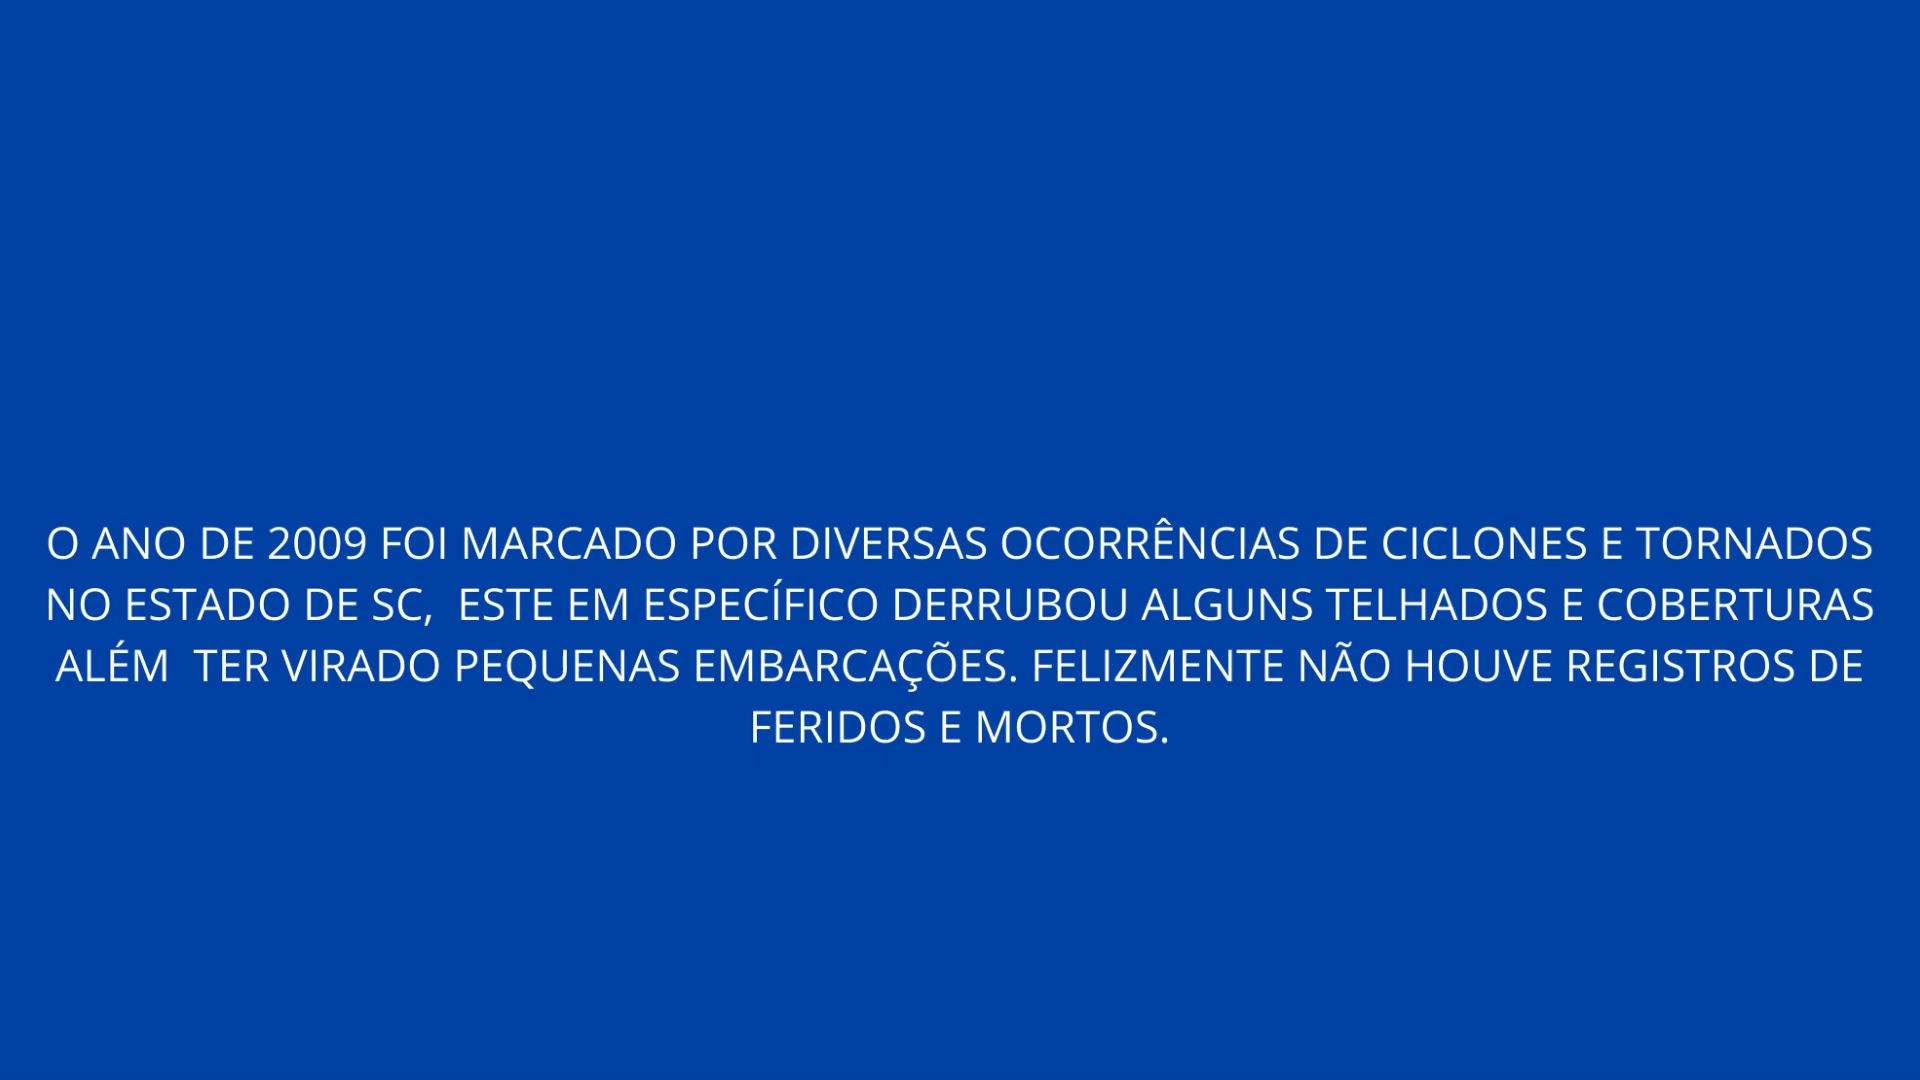 O ANO DE 2009 FOI MARCADO POR DIVERSAS OCORRÊNCIAS DE CICLONES E TORNADOS
NO ESTADO DE SC,  ESTE EM ESPECÍFICO DERRUBOU ALGUNS TELHADOS E COBERTURAS
ALÉM  TER VIRADO PEQUENAS EMBARCAÇÕES. FELIZMENTE NÃO HOUVE REGISTROS DE
FERIDOS E MORTOS.